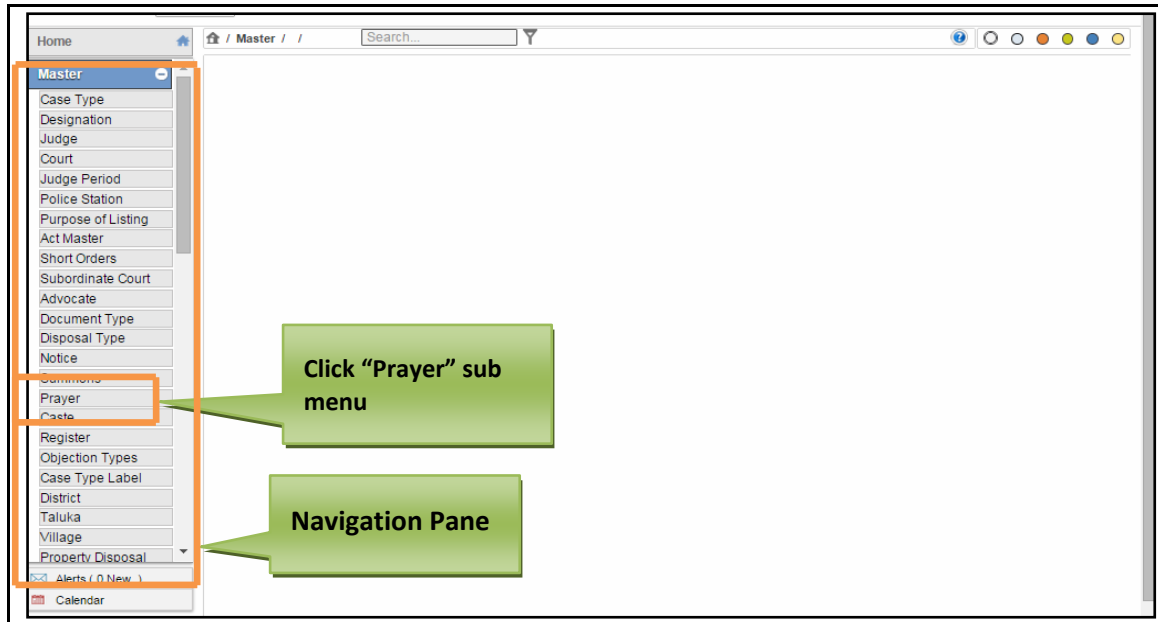 Home
/ Master / /
Search...
Master
Case Type
Designation
Judge
Court
Judge Period
Police Station
Purpose of Listing
Act Master
Short Orders
Subordinate Court
Advocate
Document Type
Disposal Type
Notice
Summons
Prayer
Caste
Register
Objection Types
Case Type Label
District
Taluka
Village
Property Disposal
Alerts ( 0 New )
Calendar
Click “Prayer” sub
menu
Navigation Pane